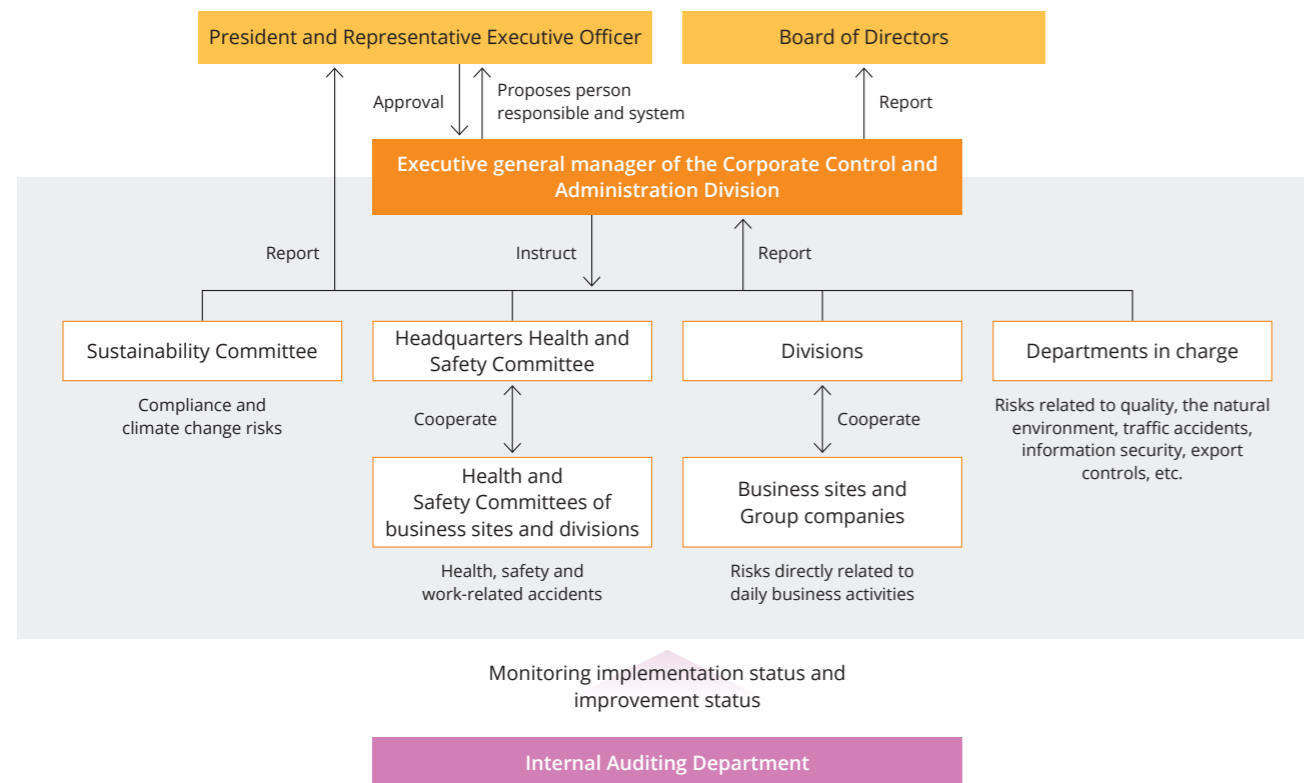 President and Representative Executive Officer
Board of Directors
Approval
Proposes person
responsible and system
Report
Executive general manager of the Corporate Control and
Administration Division
Report
Instruct
Report
Sustainability Committee
Compliance and
climate change risks
Headquarters Health and
Safety Committee
Cooperate
Health and
Safety Committees of
business sites and divisions
Health, safety and
work-related accidents
Divisions
Cooperate
Business sites and
Group companies
Risks directly related to
daily business activities
Departments in charge
Risks related to quality, the natural
environment, traffic accidents,
information security, export
controls, etc.
Monitoring implementation status and
improvement status
Internal Auditing Department